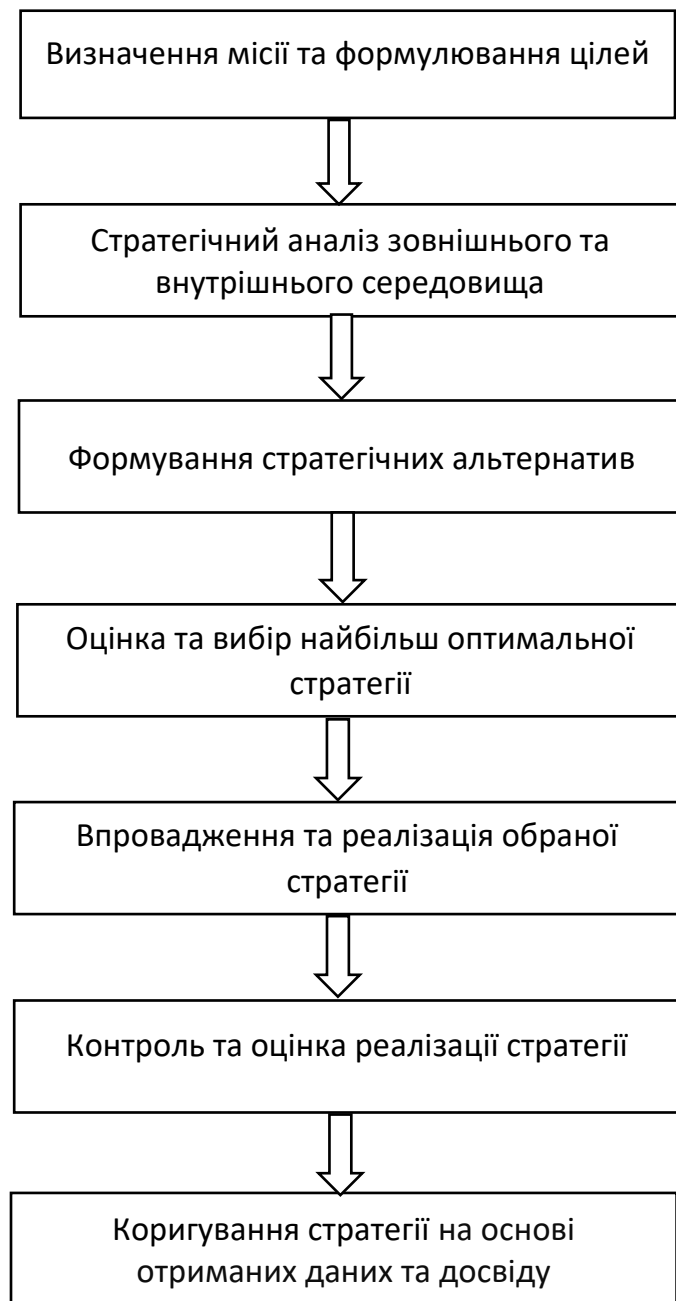 Визначення місії та формулювання цілей
Стратегічний аналіз зовнішнього та
внутрішнього середовища
Формування стратегічних альтернатив
Оцінка та вибір найбільш оптимальної
стратегії
Впровадження та реалізація обраної
стратегії
Контроль та оцінка реалізації стратегії
Коригування стратегії на основі
отриманих даних та досвіду